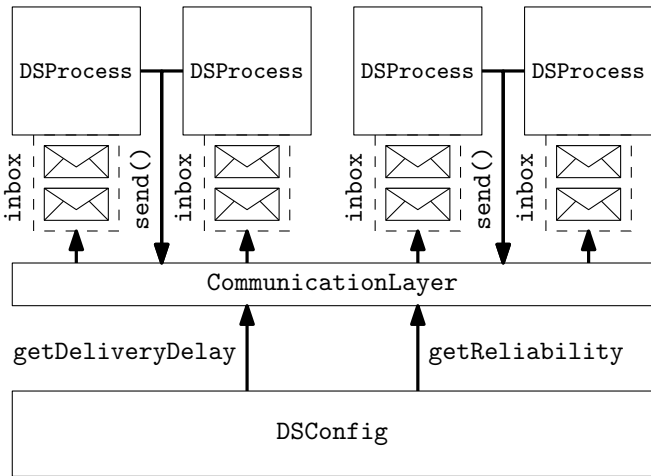 DSProcess
DSProcess
DSProcess
DSProcess
inbox
send()
inbox
inbox
send()
inbox
CommunicationLayer
getDeliveryDelay
getReliability
DSConfig